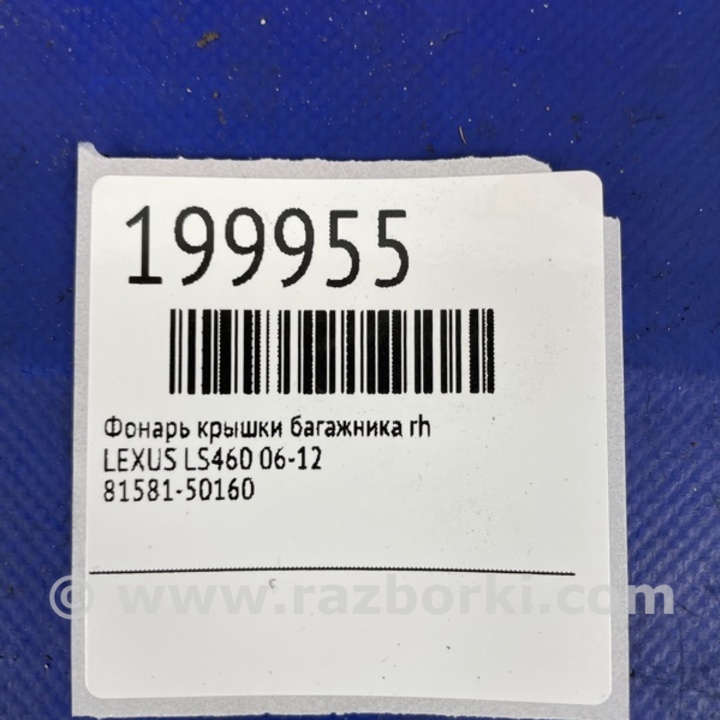 199955
Фонарь крышки багажника rh
LEXUS LS460 06-12
81581-50160
© www.razborki.com